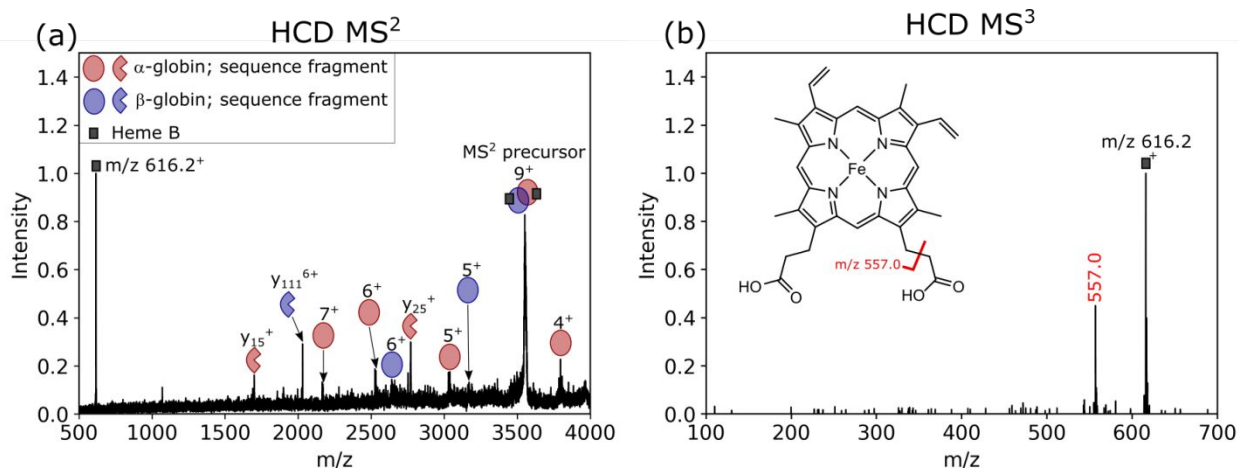 (a) HCD MS²
α-globin; sequence fragment
β-globin; sequence fragment
Heme B
m/z 616.2⁺
MS² precursor
9⁺
y₁₅⁺
y₁₁₁⁶⁺
7⁺
6⁺
6⁺
y₂₅⁺
5⁺
5⁺
4⁺
Intensity
1.4
1.2
1.0
0.8
0.6
0.4
0.2
0.0
500 1000 1500 2000 2500 3000 3500 4000
m/z
(b) HCD MS³
m/z 616.2
+
Fe
N N
N N
m/z 557.0
HO O
HO O
557.0
Intensity
1.4
1.2
1.0
0.8
0.6
0.4
0.2
0.0
100 200 300 400 500 600 700
m/z